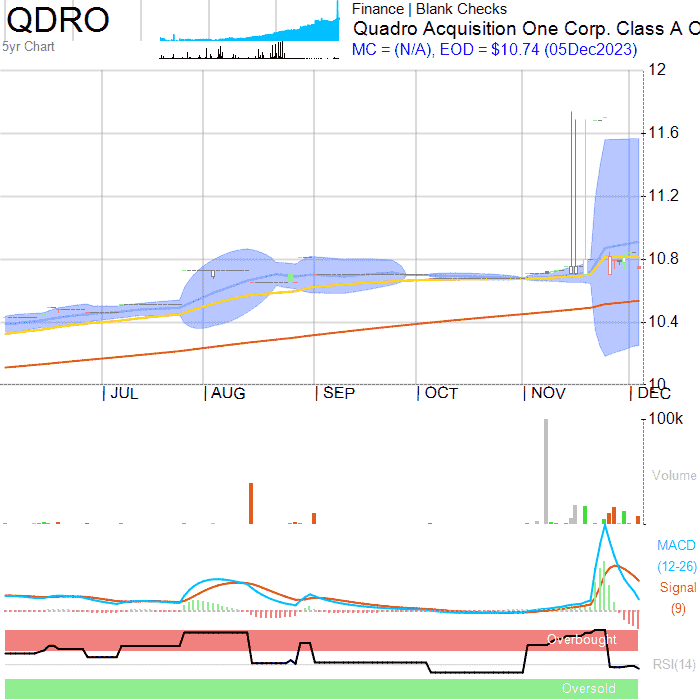 QDRO
5yr Chart
Finance | Blank Checks
Quadro Acquisition One Corp. Class A O
MC = (N/A), EOD = $10.74 (05Dec2023)
12
11.6
11.2
10.8
10.4
10
JUL AUG SEP OCT NOV DEC
100k
Volume
MACD
(12-26)
Signal
(9)
Overbought
RSI(14)
Oversold